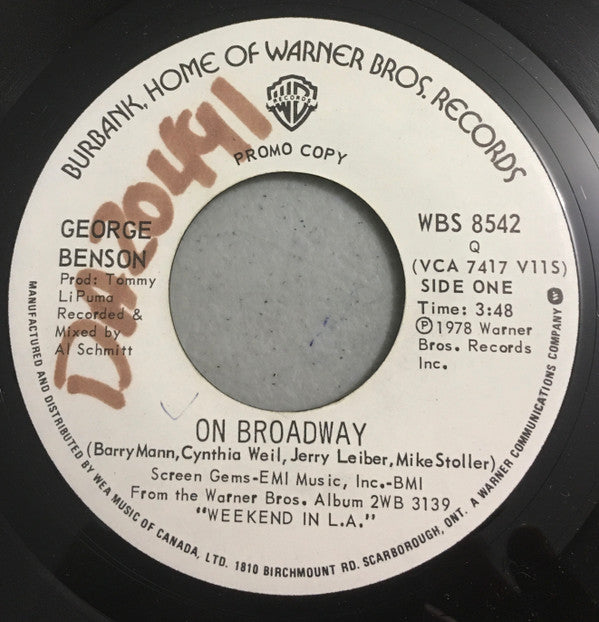 BURBANK, HOME OF WARNER BROS. RECORDS
WB
RECORDS
PROMO COPY
GEORGE
BENSON
Prod: Tommy
LiPuma
Recorded &
Mixed by
Al Schmitt
WBS 8542
Q
(VCA 7417 V11S)
SIDE ONE
Time: 3:48
Ⓟ1978 Warner
Bros. Records
Inc.
ON BROADWAY
(Barry Mann, Cynthia Weil, Jerry Leiber, Mike Stoller)
Screen Gems-EMI Music, Inc.-BMI
From the Warner Bros. Album 2WB 3139
"WEEKEND IN L.A."
MANUFACTURED AND DISTRIBUTED BY WEA MUSIC OF CANADA, LTD. 1810 BIRCHMOUNT RD. SCARBOROUGH, ONT. A WARNER COMMUNICATIONS COMPANY